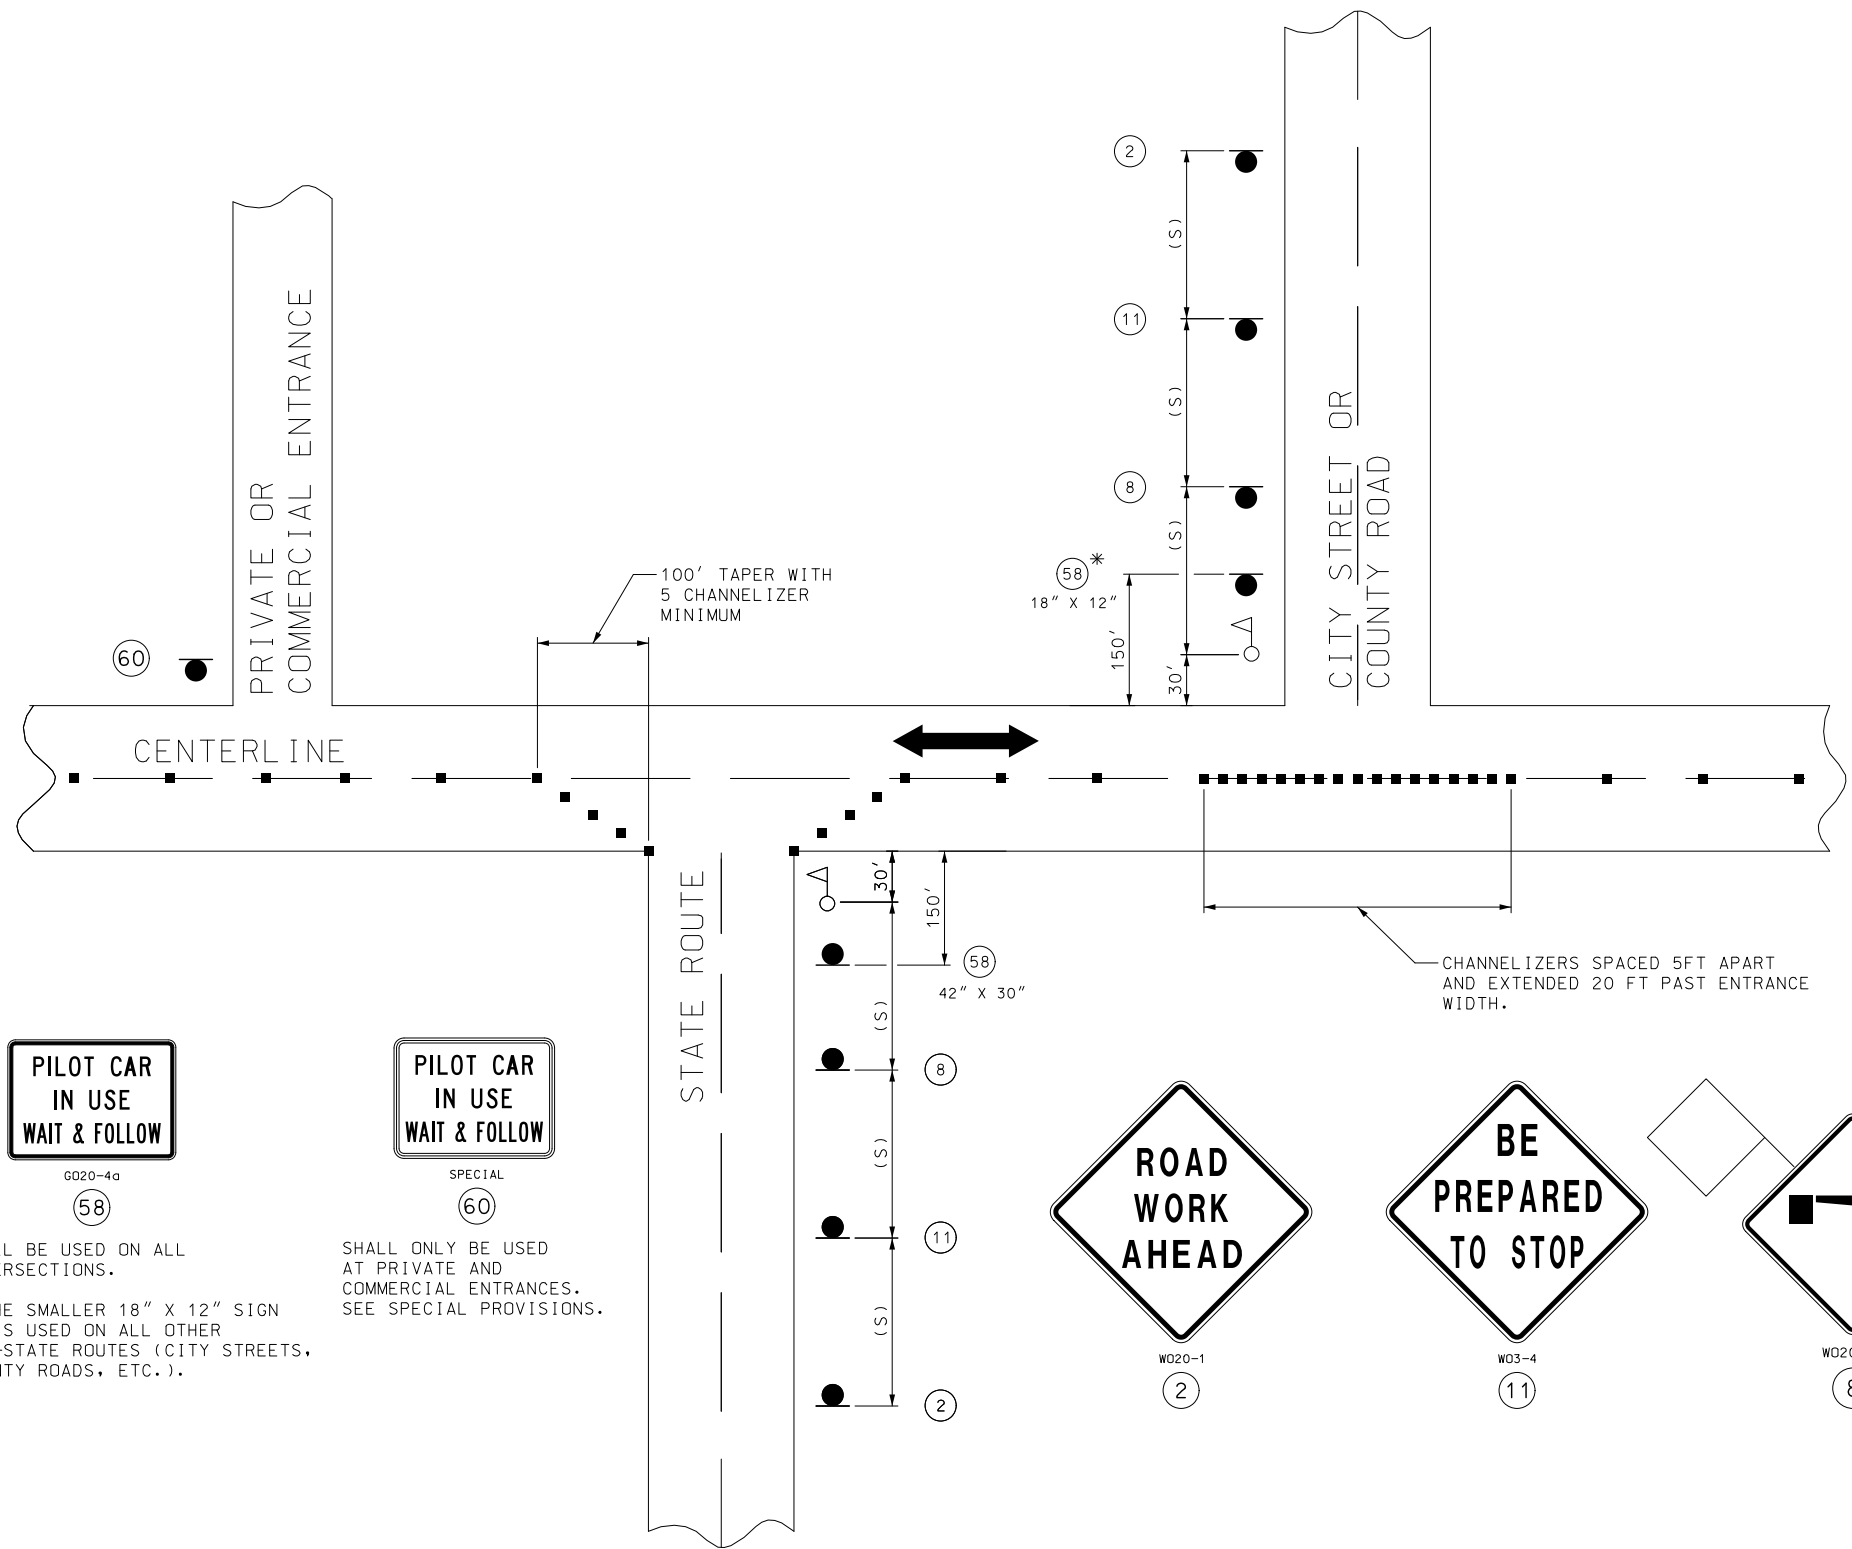 2
(S)
11
(S)
8
(S)
58*
18" X 12"
150'
30'
CITY STREET OR
COUNTY ROAD
PRIVATE OR
COMMERCIAL ENTRANCE
60
100' TAPER WITH
5 CHANNELIZER
MINIMUM
CENTERLINE
STATE ROUTE
30'
150'
58
42" X 30"
(S)
8
(S)
11
(S)
2
CHANNELIZERS SPACED 5FT APART
AND EXTENDED 20 FT PAST ENTRANCE
WIDTH.
PILOT CAR
IN USE
WAIT & FOLLOW
GO20-4a
58
BE USED ON ALL
SMALLER 18" X 12" SIGN
USED ON ALL OTHER
-STATE ROUTES (CITY STREETS,
ROADS, ETC.).
PILOT CAR
IN USE
WAIT & FOLLOW
SPECIAL
60
SHALL ONLY BE USED
AT PRIVATE AND
COMMERCIAL ENTRANCES.
SEE SPECIAL PROVISIONS.
ROAD
WORK
AHEAD
WO20-1
2
BE
PREPARED
TO STOP
WO3-4
11